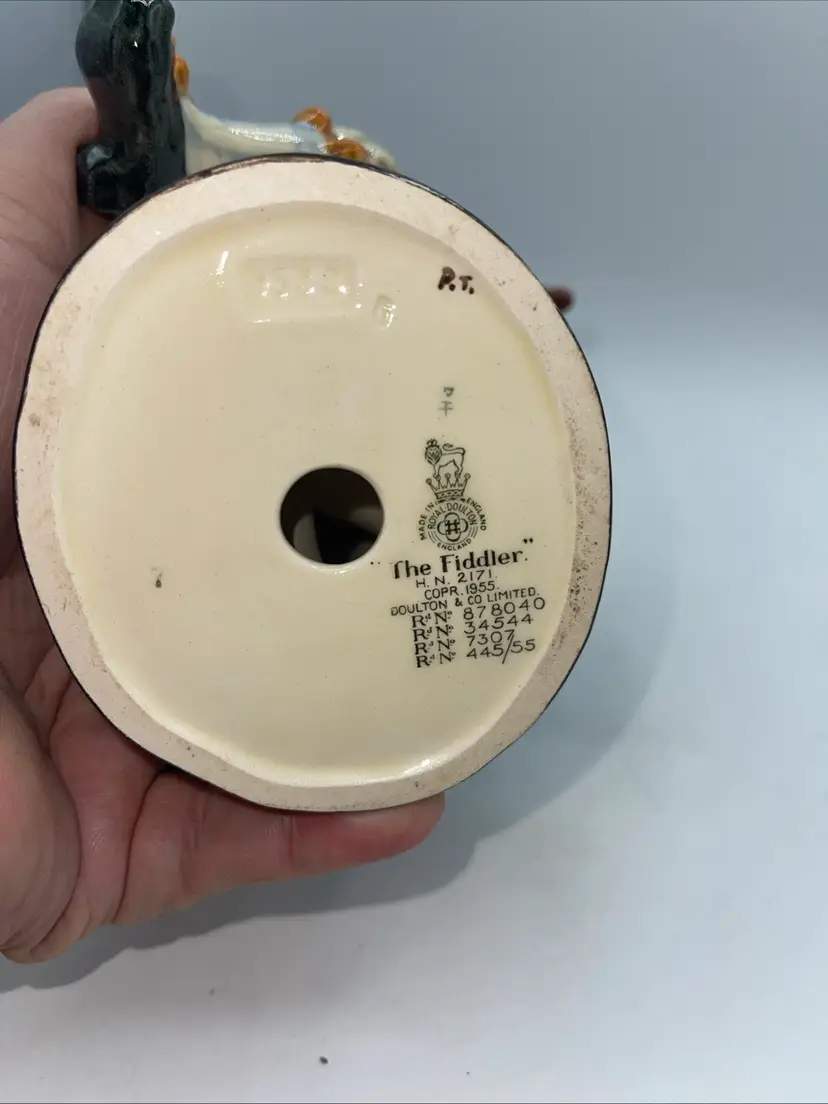 P.T.
MADE IN ENGLAND
ROYAL DOULTON
ENGLAND
"The Fiddler."
H. N. 2171.
COPR. 1955.
DOULTON & CO LIMITED.
Rᵈ Nº 878040
Rᵈ Nº 34544
Rᵈ Nº 7307
Rᵈ Nº 445/55